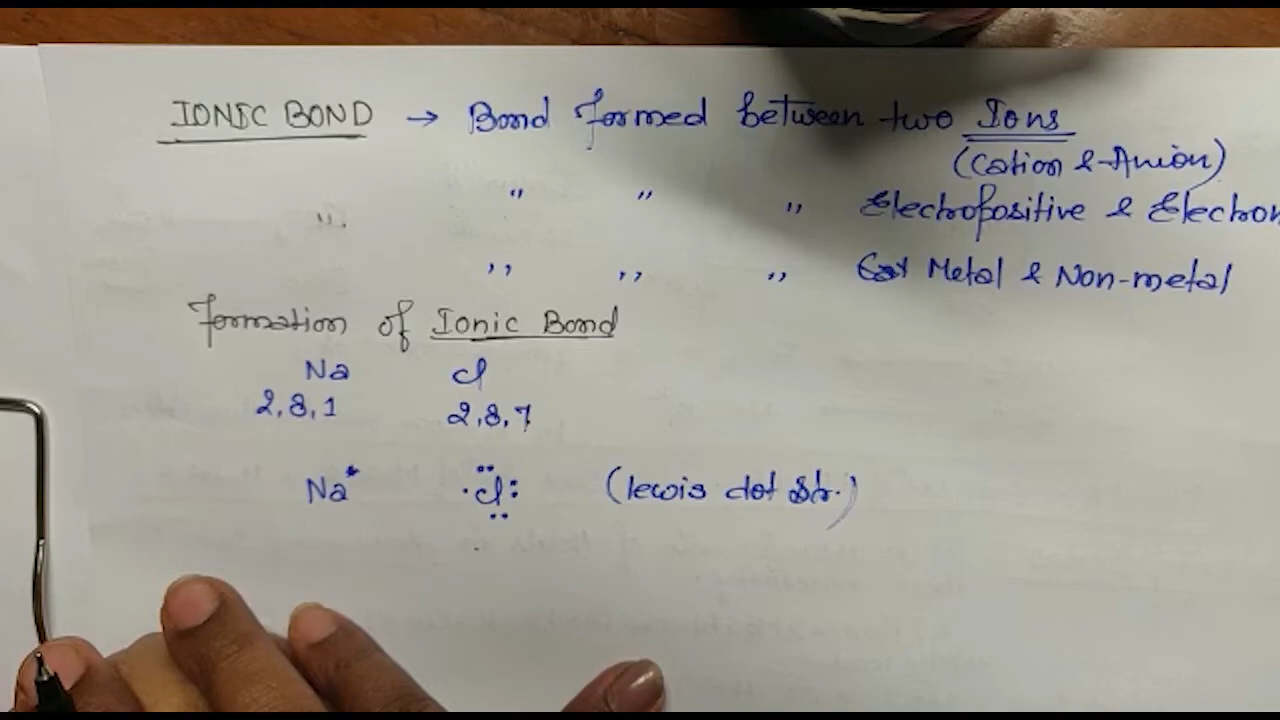 IONIC BOND → Bond formed between two Ions
(Cation & Anion)
" " " Electropositive & Electron
" " " Metal & Non-metal
Formation of Ionic Bond
Na Cl
2,8,1 2,8,7
Na Cl (lewis dot str.)